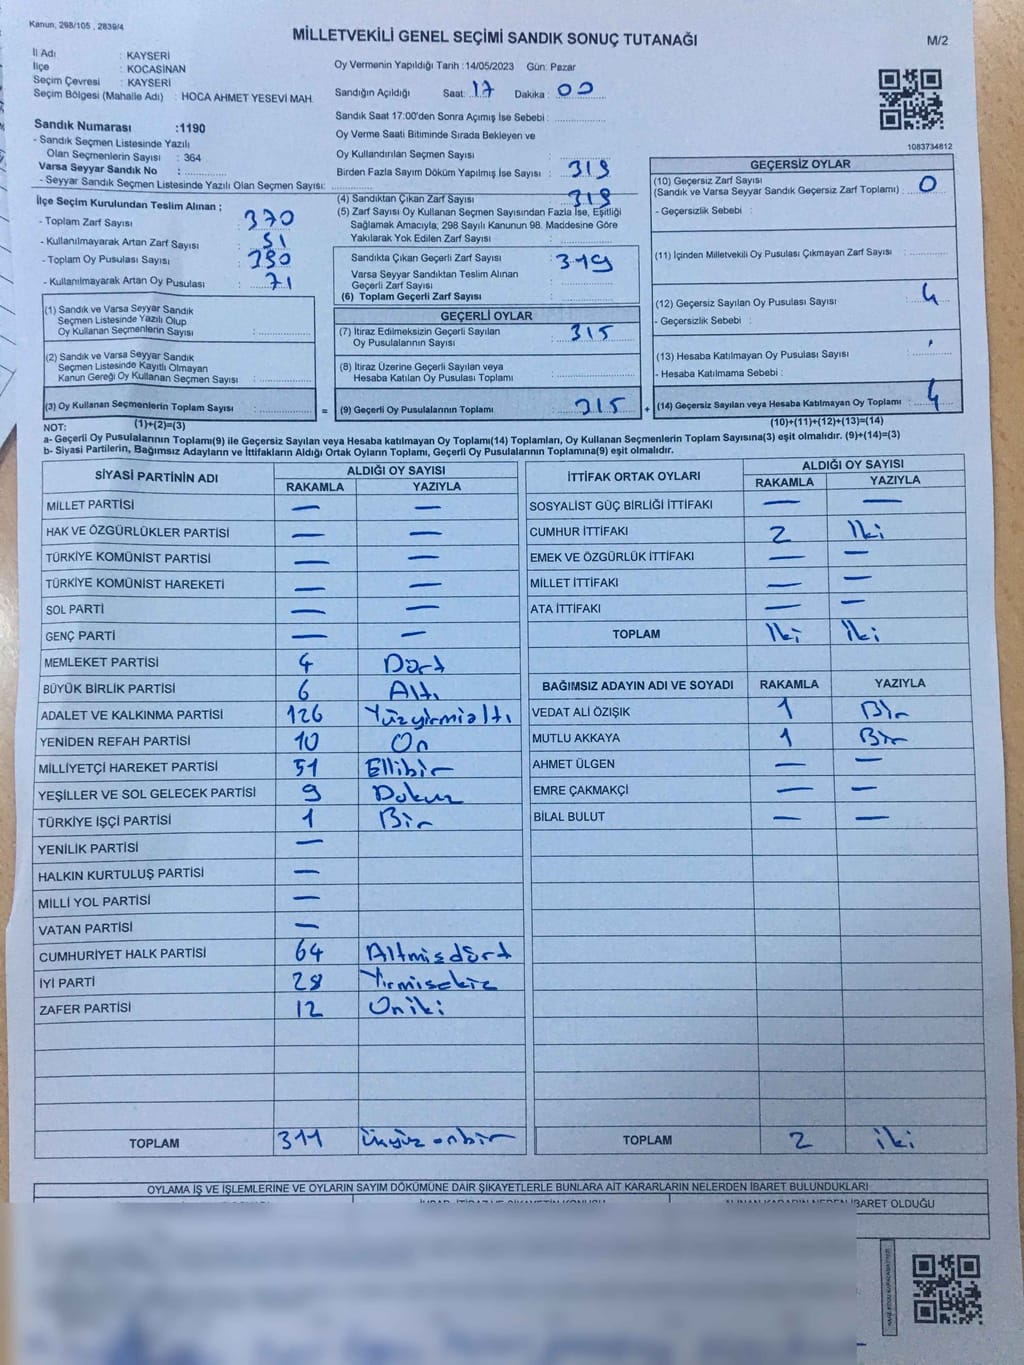 Kanun, 298/105 , 2839/4
MİLLETVEKİLİ GENEL SEÇİMİ SANDIK SONUÇ TUTANAĞI
M/2
İl Adı : KAYSERİ
İlçe : KOCASİNAN
Seçim Çevresi : KAYSERİ
Seçim Bölgesi (Mahalle Adı) : HOCA AHMET YESEVİ MAH.
Sandık Numarası :1190
- Sandık Seçmen Listesinde Yazılı
Olan Seçmenlerin Sayısı : 364
Varsa Seyyar Sandık No :
- Seyyar Sandık Seçmen Listesinde Yazılı Olan Seçmen Sayısı:
Oy Vermenin Yapıldığı Tarih :14/05/2023 Gün: Pazar
Sandığın Açıldığı Saat: 17 Dakika: 00
Sandık Saat 17:00'den Sonra Açımış İse Sebebi :
Oy Verme Saati Bitiminde Sırada Bekleyen ve
Oy Kullandırılan Seçmen Sayısı
Birden Fazla Sayım Döküm Yapılmış İse Sayısı : 319
1083734812
İlçe Seçim Kurulundan Teslim Alınan ;
- Toplam Zarf Sayısı : 370
- Kullanılmayarak Artan Zarf Sayısı : 51
- Toplam Oy Pusulası Sayısı :
- Kullanılmayarak Artan Oy Pusulası : 71
(1) Sandık ve Varsa Seyyar Sandık
Seçmen Listesinde Yazılı Olup
Oy Kullanan Seçmenlerin Sayısı :
(2) Sandık ve Varsa Seyyar Sandık
Seçmen Listesinde Kayıtlı Olmayan
Kanun Gereği Oy Kullanan Seçmen Sayısı :
(3) Oy Kullanan Seçmenlerin Toplam Sayısı :
(1)+(2)=(3)
(4) Sandıktan Çıkan Zarf Sayısı : 319
(5) Zarf Sayısı Oy Kullanan Seçmen Sayısından Fazla İse, Eşitliği
Sağlamak Amacıyla; 298 Sayılı Kanunun 98. Maddesine Göre
Yakılarak Yok Edilen Zarf Sayısı :
Sandıkta Çıkan Geçerli Zarf Sayısı : 319
Varsa Seyyar Sandıktan Teslim Alınan
Geçerli Zarf Sayısı :
(6) Toplam Geçerli Zarf Sayısı :
GEÇERLİ OYLAR
(7) İtiraz Edilmeksizin Geçerli Sayılan
Oy Pusulalarının Sayısı : 315
(8) İtiraz Üzerine Geçerli Sayılan veya
Hesaba Katılan Oy Pusulası Toplamı :
= (9) Geçerli Oy Pusulalarının Toplamı : 315 +
GEÇERSİZ OYLAR
(10) Geçersiz Zarf Sayısı
(Sandık ve Varsa Seyyar Sandık Geçersiz Zarf Toplamı) : 0
- Geçersizlik Sebebi :
(11) İçinden Milletvekili Oy Pusulası Çıkmayan Zarf Sayısı :
(12) Geçersiz Sayılan Oy Pusulası Sayısı : 4
- Geçersizlik Sebebi :
(13) Hesaba Katılmayan Oy Pusulası Sayısı :
- Hesaba Katılmama Sebebi :
(14) Geçersiz Sayılan veya Hesaba Katılmayan Oy Toplamı : 4
(10)+(11)+(12)+(13)=(14)
NOT:
a- Geçerli Oy Pusulalarının Toplamı(9) ile Geçersiz Sayılan veya Hesaba katılmayan Oy Toplamı(14) Toplamları, Oy Kullanan Seçmenlerin Toplam Sayısına(3) eşit olmalıdır. (9)+(14)=(3)
b- Siyasi Partilerin, Bağımsız Adayların ve İttifakların Aldığı Ortak Oyların Toplamı, Geçerli Oy Pusulalarının Toplamına(9) eşit olmalıdır.
SİYASİ PARTİNİN ADI ALDIĞI OY SAYISI
RAKAMLA YAZIYLA
MİLLET PARTİSİ — —
HAK VE ÖZGÜRLÜKLER PARTİSİ — —
TÜRKİYE KOMÜNİST PARTİSİ — —
TÜRKİYE KOMÜNİST HAREKETİ — —
SOL PARTİ — —
GENÇ PARTİ — —
MEMLEKET PARTİSİ 4 Dört
BÜYÜK BİRLİK PARTİSİ 6 Altı
ADALET VE KALKINMA PARTİSİ 126 Yüzyirmialtı
YENİDEN REFAH PARTİSİ 10 On
MİLLİYETÇİ HAREKET PARTİSİ 51 Ellibir
YEŞİLLER VE SOL GELECEK PARTİSİ 9 Dokuz
TÜRKİYE İŞÇİ PARTİSİ 1 Bir
YENİLİK PARTİSİ —
HALKIN KURTULUŞ PARTİSİ —
MİLLİ YOL PARTİSİ —
VATAN PARTİSİ —
CUMHURİYET HALK PARTİSİ 64 Altmışdört
İYİ PARTİ 28 Yirmisekiz
ZAFER PARTİSİ 12 Oniki
TOPLAM 311 üçyüz onbir
İTTİFAK ORTAK OYLARI ALDIĞI OY SAYISI
RAKAMLA YAZIYLA
SOSYALİST GÜÇ BİRLİĞİ İTTİFAKI — —
CUMHUR İTTİFAKI 2 İki
EMEK VE ÖZGÜRLÜK İTTİFAKI — —
MİLLET İTTİFAKI — —
ATA İTTİFAKI — —
TOPLAM İki İki
BAĞIMSIZ ADAYIN ADI VE SOYADI RAKAMLA YAZIYLA
VEDAT ALİ ÖZIŞIK 1 Bir
MUTLU AKKAYA 1 Bir
AHMET ÜLGEN — —
EMRE ÇAKMAKÇİ — —
BİLAL BULUT — —
TOPLAM 2 iki
OYLAMA İŞ VE İŞLEMLERİNE VE OYLARIN SAYIM DÖKÜMÜNE DAİR ŞİKAYETLERLE BUNLARA AİT KARARLARIN NELERDEN İBARET BULUNDUKLARI
İBARET OLDUĞU